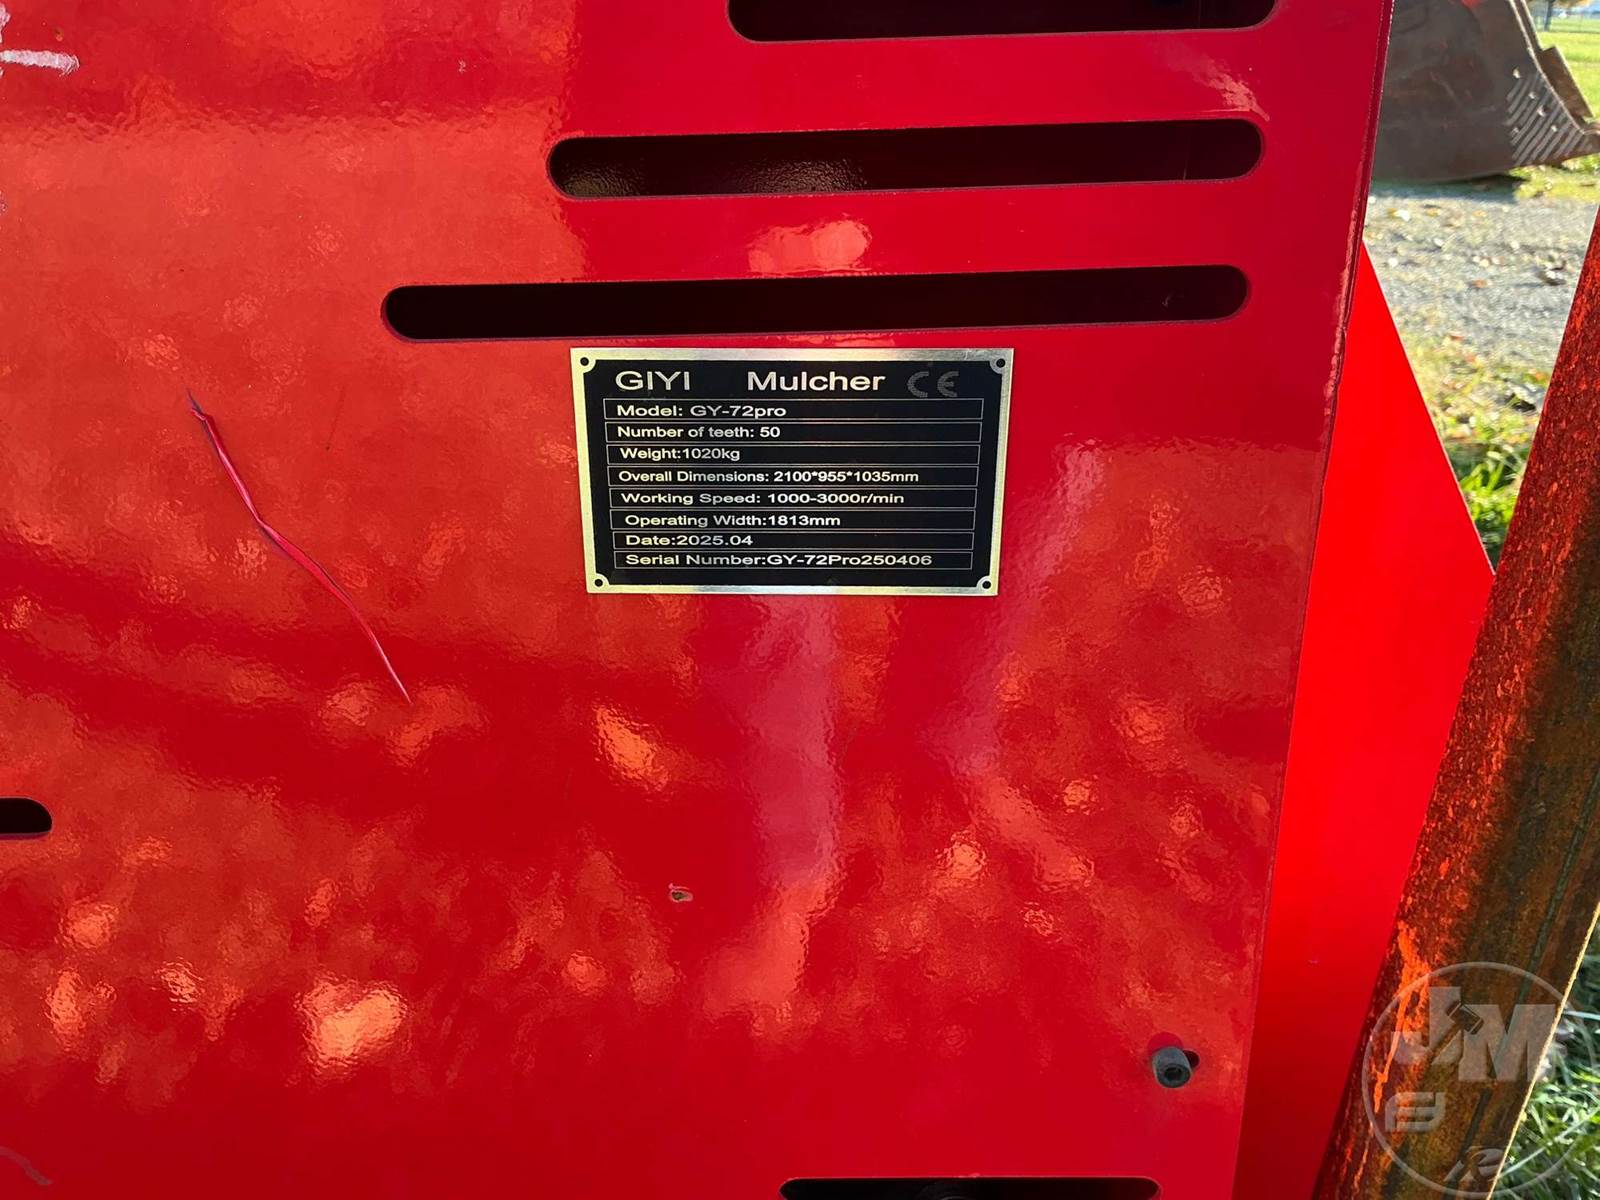 GIYI Mulcher CE
Model: GY-72pro
Number of teeth: 50
Weight:1020kg
Overall Dimensions: 2100*955*1035mm
Working Speed: 1000-3000r/min
Operating Width:1813mm
Date:2025.04
Serial Number:GY-72Pro250406
JM